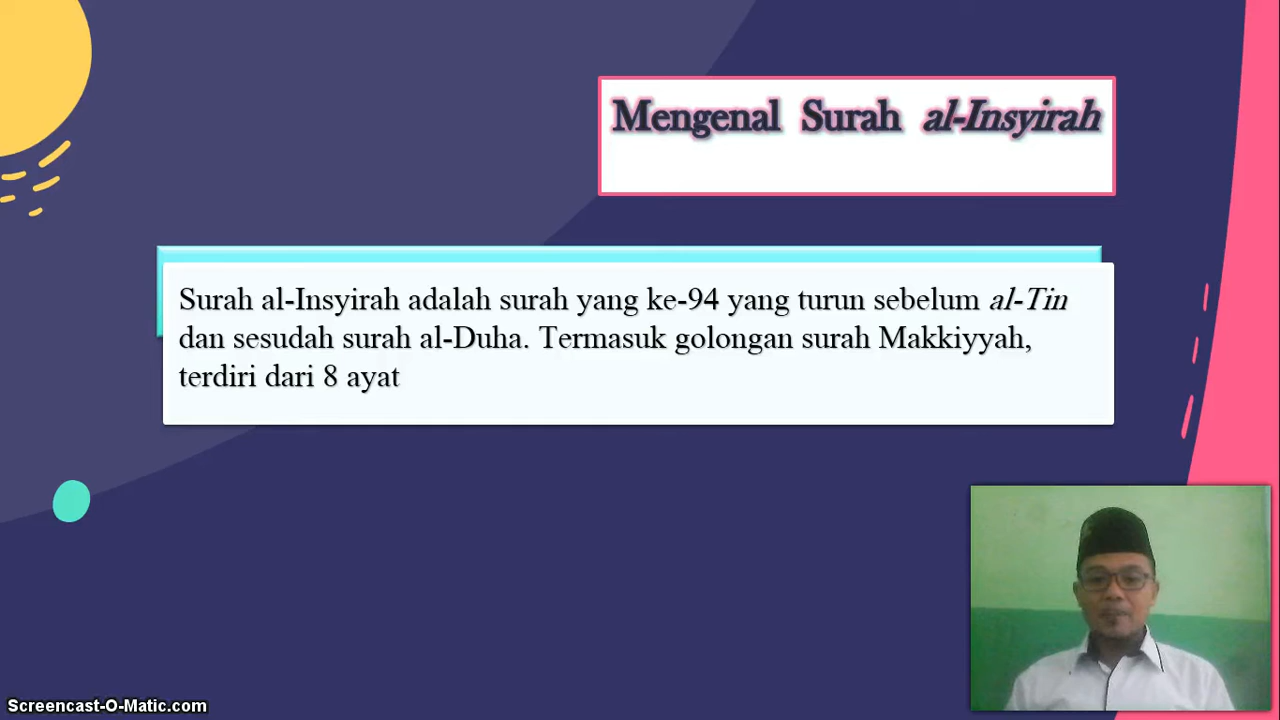 Mengenal Surah al-Insyirah
Surah al-Insyirah adalah surah yang ke-94 yang turun sebelum al-Tin
dan sesudah surah al-Duha. Termasuk golongan surah Makkiyyah,
terdiri dari 8 ayat
Screencast-O-Matic.com